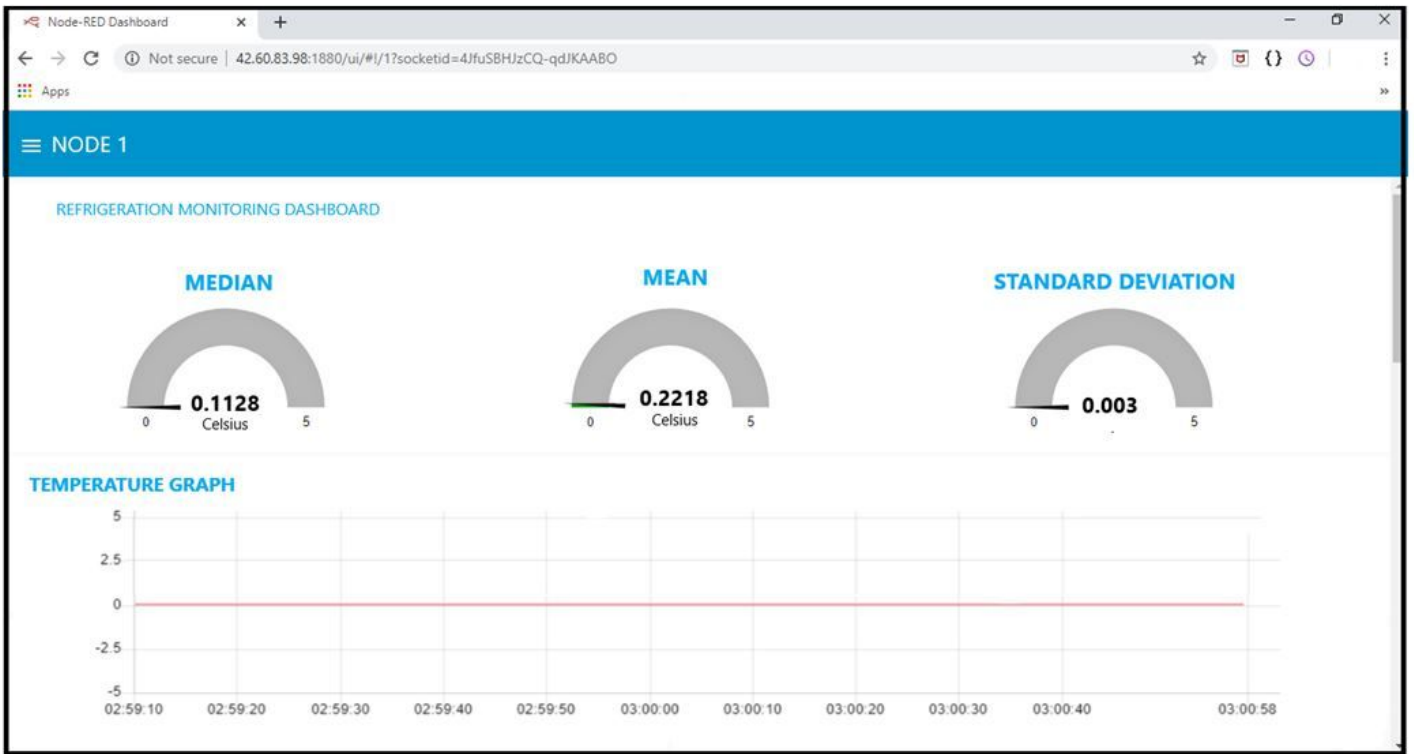 Node-RED Dashboard
Not secure | 42.60.83.98:1880/ui/#!/1?socketid=4JfuSBHJzCQ-qdJKAABO
Apps
NODE 1
REFRIGERATION MONITORING DASHBOARD
MEDIAN
0.1128
Celsius
0
5
MEAN
0.2218
Celsius
0
5
STANDARD DEVIATION
0.003
0
5
TEMPERATURE GRAPH
5
2.5
0
-2.5
-5
02:59:10 02:59:20 02:59:30 02:59:40 02:59:50 03:00:00 03:00:10 03:00:20 03:00:30 03:00:40 03:00:58